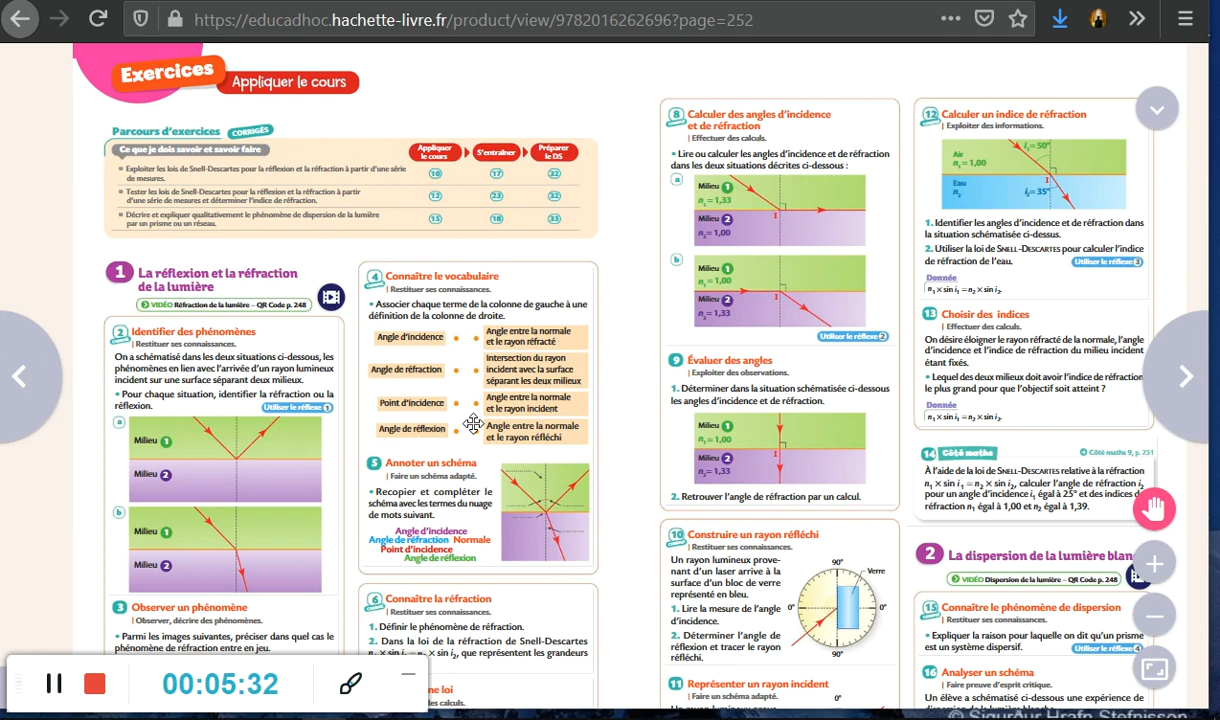 https://educadhoc.hachette-livre.fr/product/view/9782016262696?page=252
Exercices
Appliquer le cours
Parcours d'exercices CORRIGÉS
Ce que je dois savoir et savoir faire
Appliquer le cours
S'entraîner
Préparer le DS
Exploiter les lois de Snell-Descartes pour la réflexion et la réfraction à partir d'une série
de mesures.
10 17 32
Tester les lois de Snell-Descartes pour la réflexion et la réfraction à partir
d'une série de mesures et déterminer l'indice de réfraction.
12 23 32
Décrire et expliquer qualitativement le phénomène de dispersion de la lumière
par un prisme ou un réseau.
15 18 33
1 La réflexion et la réfraction
de la lumière
VIDÉO Réfraction de la lumière – QR Code p. 248
2 Identifier des phénomènes
Restituer ses connaissances.
On a schématisé dans les deux situations ci-dessous, les
phénomènes en lien avec l'arrivée d'un rayon lumineux
incident sur une surface séparant deux milieux.
• Pour chaque situation, identifier la réfraction ou la
réflexion.
Utiliser le réflexe 1
a
Milieu 1
Milieu 2
b
Milieu 1
Milieu 2
3 Observer un phénomène
Observer, décrire des phénomènes.
• Parmi les images suivantes, préciser dans quel cas le
phénomène de réfraction entre en jeu.
4 Connaître le vocabulaire
Restituer ses connaissances.
• Associer chaque terme de la colonne de gauche à une
définition de la colonne de droite.
Angle d'incidence
Angle entre la normale
et le rayon réfracté
Angle de réfraction
Intersection du rayon
incident avec la surface
séparant les deux milieux
Point d'incidence
Angle entre la normale
et le rayon incident
Angle de réflexion
Angle entre la normale
et le rayon réfléchi
5 Annoter un schéma
Faire un schéma adapté.
• Recopier et compléter le
schéma avec les termes du nuage
de mots suivant.
Angle d'incidence
Angle de réfraction Normale
Point d'incidence
Angle de réflexion
6 Connaître la réfraction
Restituer ses connaissances.
1. Définir le phénomène de réfraction.
2. Dans la loi de la réfraction de Snell-Descartes
× sin i₂, que représentent les grandeurs
ne loi
les calculs.
8 Calculer des angles d'incidence
et de réfraction
Effectuer des calculs.
• Lire ou calculer les angles d'incidence et de réfraction
dans les deux situations décrites ci-dessous :
a
Milieu 1
n₁ = 1,33
Milieu 2
n₂ = 1,00
I
b
Milieu 1
n₁ = 1,00
Milieu 2
n₂ = 1,33
I
Utiliser le réflexe 2
9 Évaluer des angles
Exploiter des observations.
1. Déterminer dans la situation schématisée ci-dessous
les angles d'incidence et de réfraction.
Milieu 1
n₁ = 1,00
Milieu 2
n₂ = 1,33
I
2. Retrouver l'angle de réfraction par un calcul.
10 Construire un rayon réfléchi
Restituer ses connaissances.
Un rayon lumineux prove-
nant d'un laser arrive à la
surface d'un bloc de verre
représenté en bleu.
1. Lire la mesure de l'angle
d'incidence.
2. Déterminer l'angle de
réflexion et tracer le rayon
réfléchi.
90°
Verre
0°
0°
90°
11 Représenter un rayon incident
Faire un schéma adapté.
0°
12 Calculer un indice de réfraction
Exploiter des informations.
Air
n₁ = 1,00
i₁ = 50°
I
Eau
n₂
i₂ = 35°
1. Identifier les angles d'incidence et de réfraction dans
la situation schématisée ci-dessus.
2. Utiliser la loi de SNELL-DESCARTES pour calculer l'indice
de réfraction de l'eau.
Utiliser le réflexe 3
Donnée
n₁ × sin i₁ = n₂ × sin i₂.
13 Choisir des indices
Effectuer des calculs.
On désire éloigner le rayon réfracté de la normale, l'angle
d'incidence et l'indice de réfraction du milieu incident
étant fixés.
• Lequel des deux milieux doit avoir l'indice de réfraction
le plus grand pour que l'objectif soit atteint ?
Donnée
n₁ × sin i₁ = n₂ × sin i₂.
14 Côté maths
Côté maths 9, p. 251
À l'aide de la loi de SNELL-DESCARTES relative à la réfraction
n₁ × sin i₁ = n₂ × sin i₂, calculer l'angle de réfraction i₂
pour un angle d'incidence i₁ égal à 25° et des indices d
réfraction n₁ égal à 1,00 et n₂ égal à 1,39.
2 La dispersion de la lumière blan
VIDÉO Dispersion de la lumière – QR Code p. 248
15 Connaître le phénomène de dispersion
Restituer ses connaissances.
• Expliquer la raison pour laquelle on dit qu'un prisme
est un système dispersif.
Utiliser le réflexe 4
16 Analyser un schéma
Faire preuve d'esprit critique.
Un élève a schématisé ci-dessous une expérience de
00:05:32